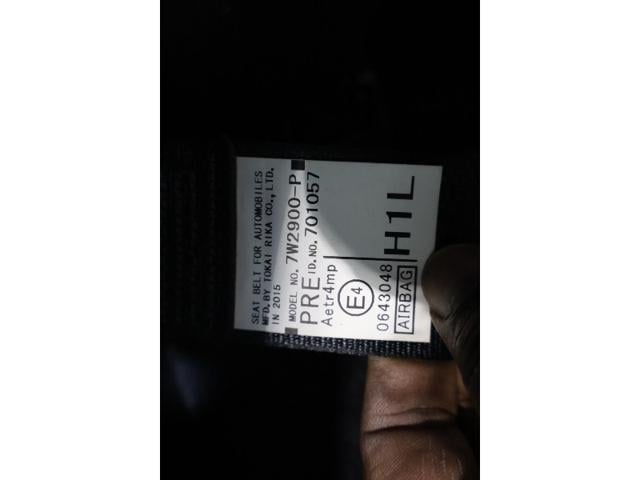 SEAT BELT FOR AUTOMOBILES
MFD. BY TOKAI RIKA CO., LTD.
IN 2015
MODEL NO. 7W2900-P
PRE ID.NO. 701057
Aetr4mp
E4
0643048
AIRBAG
H1L